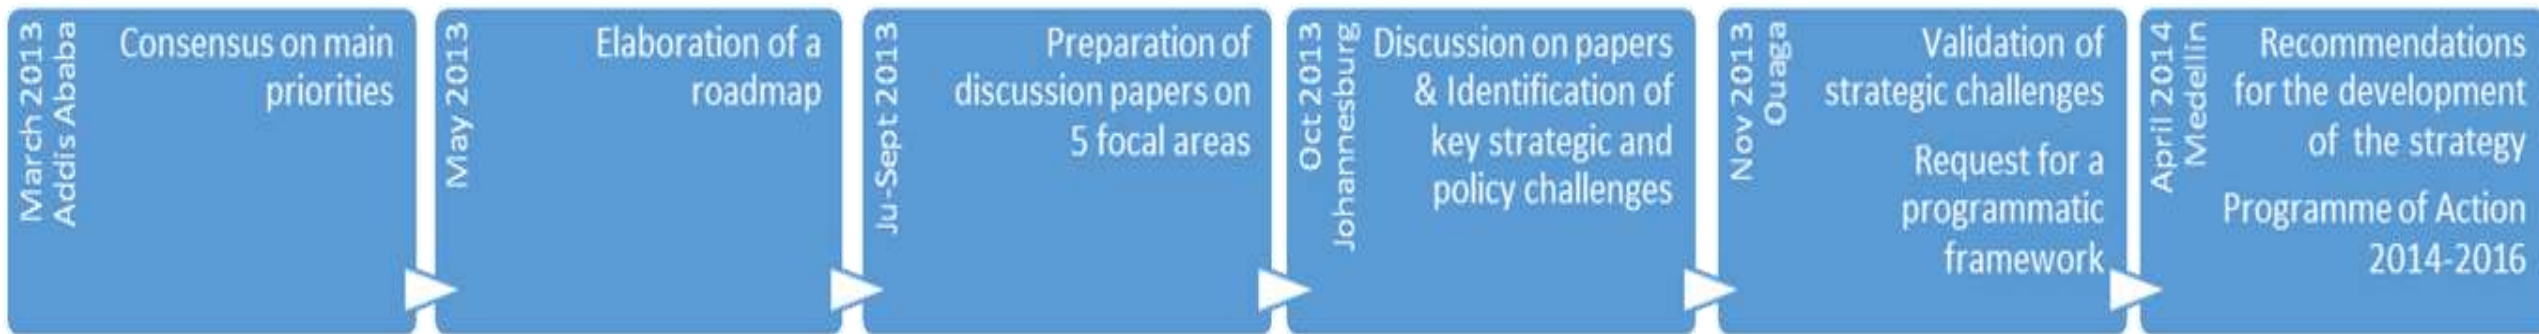 March 2013
Addis Ababa
Consensus on main
priorities
May 2013
Elaboration of a
roadmap
Ju-Sept 2013
Preparation of
discussion papers on
5 focal areas
Oct 2013
Johannesburg
Discussion on papers
& Identification of
key strategic and
policy challenges
Nov 2013
Ouaga
Validation of
strategic challenges
Request for a
programmatic
framework
April 2014
Medellin
Recommendations
for the development
of the strategy
Programme of Action
2014-2016